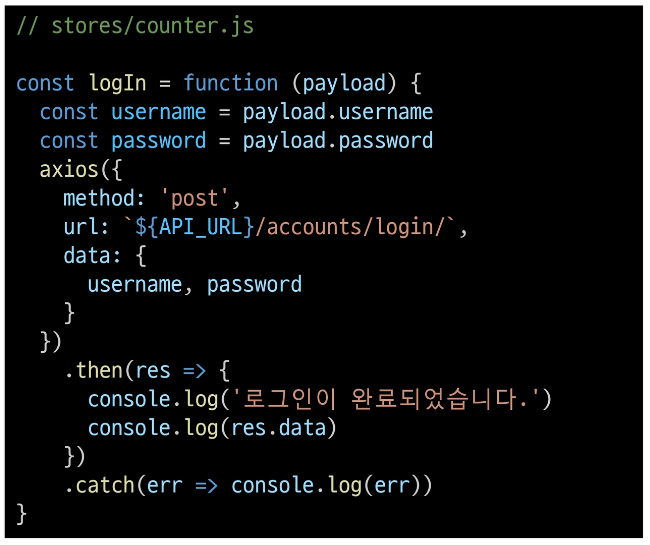 // stores/counter.js
const logIn = function (payload) {
const username = payload.username
const password = payload.password
axios({
method: 'post',
url: `${API_URL}/accounts/login/`,
data: {
username, password
}
})
.then(res => {
console.log('로그인이 완료되었습니다.')
console.log(res.data)
})
.catch(err => console.log(err))
}